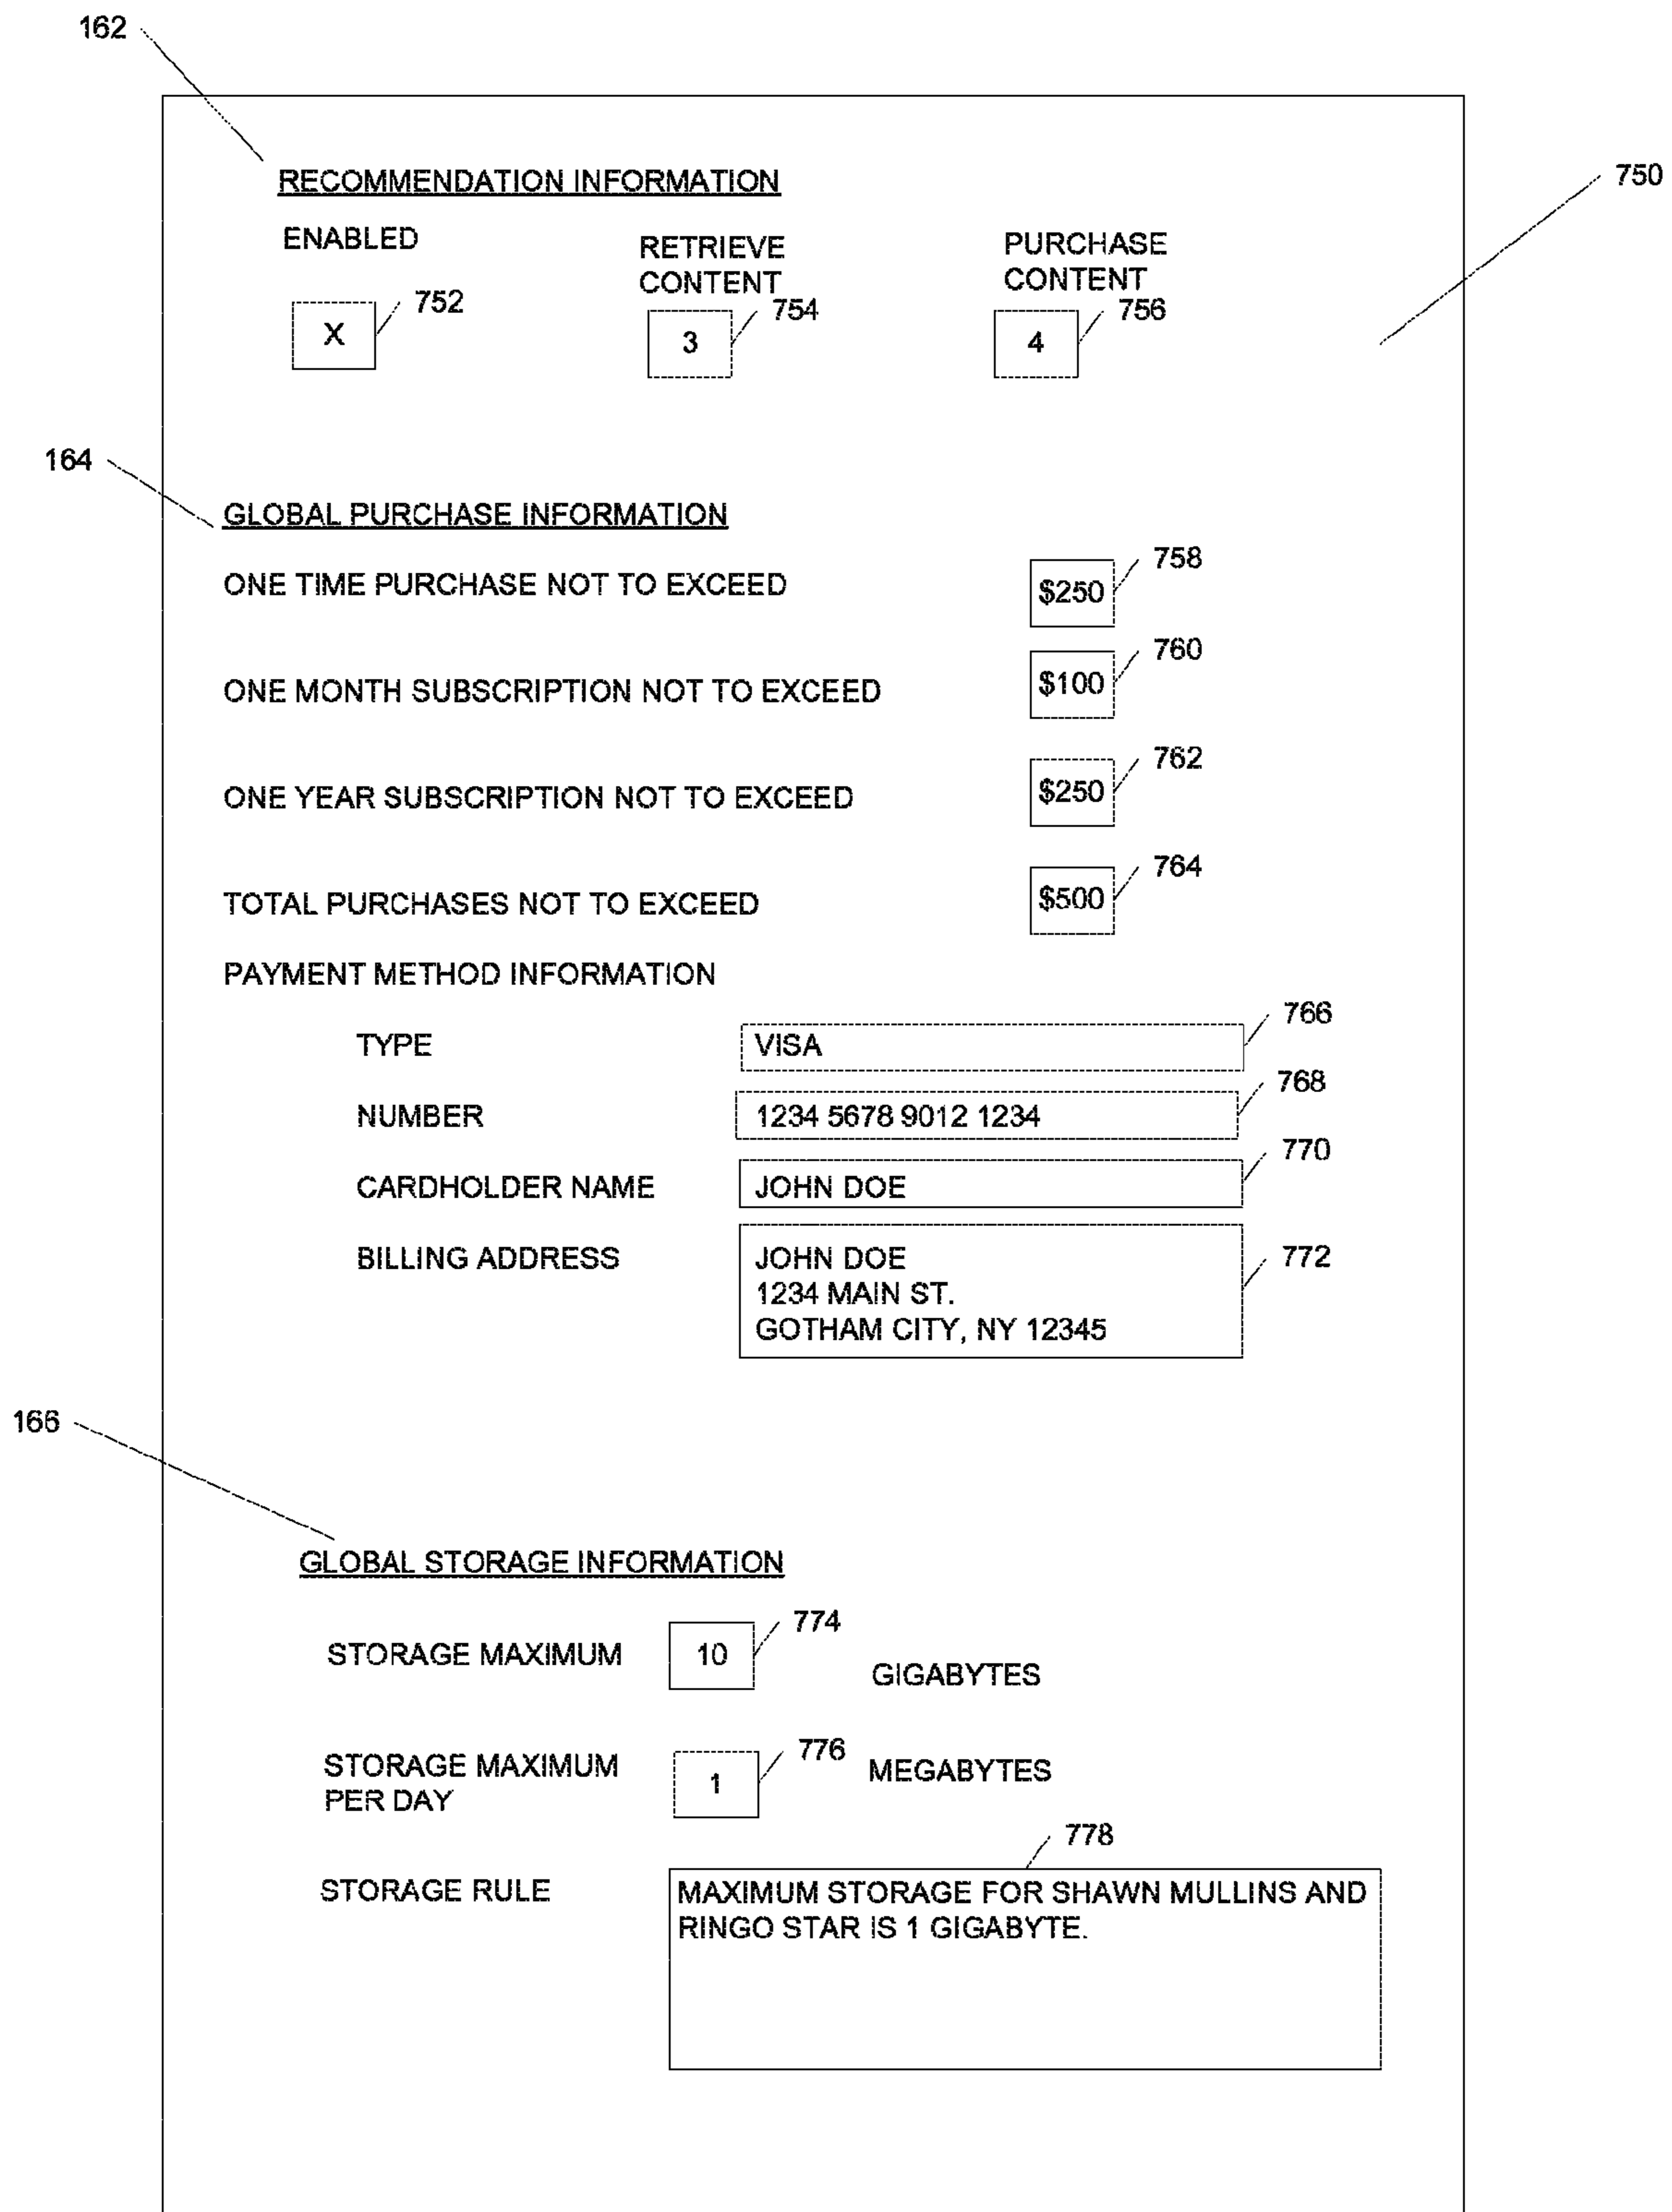 162
RECOMMENDATION INFORMATION
750
ENABLED
RETRIEVE
CONTENT
PURCHASE
CONTENT
752
754
756
X
3
4
164
GLOBAL PURCHASE INFORMATION
758
ONE TIME PURCHASE NOT TO EXCEED
$250
760
ONE MONTH SUBSCRIPTION NOT TO EXCEED
$100
762
ONE YEAR SUBSCRIPTION NOT TO EXCEED
$250
764
TOTAL PURCHASES NOT TO EXCEED
$500
PAYMENT METHOD INFORMATION
766
TYPE
VISA
768
NUMBER
1234 5678 9012 1234
770
CARDHOLDER NAME
JOHN DOE
BILLING ADDRESS
JOHN DOE
1234 MAIN ST.
GOTHAM CITY, NY 12345
772
166
GLOBAL STORAGE INFORMATION
774
STORAGE MAXIMUM
10
GIGABYTES
776
STORAGE MAXIMUM
PER DAY
1
MEGABYTES
778
STORAGE RULE
MAXIMUM STORAGE FOR SHAWN MULLINS AND
RINGO STAR IS 1 GIGABYTE.